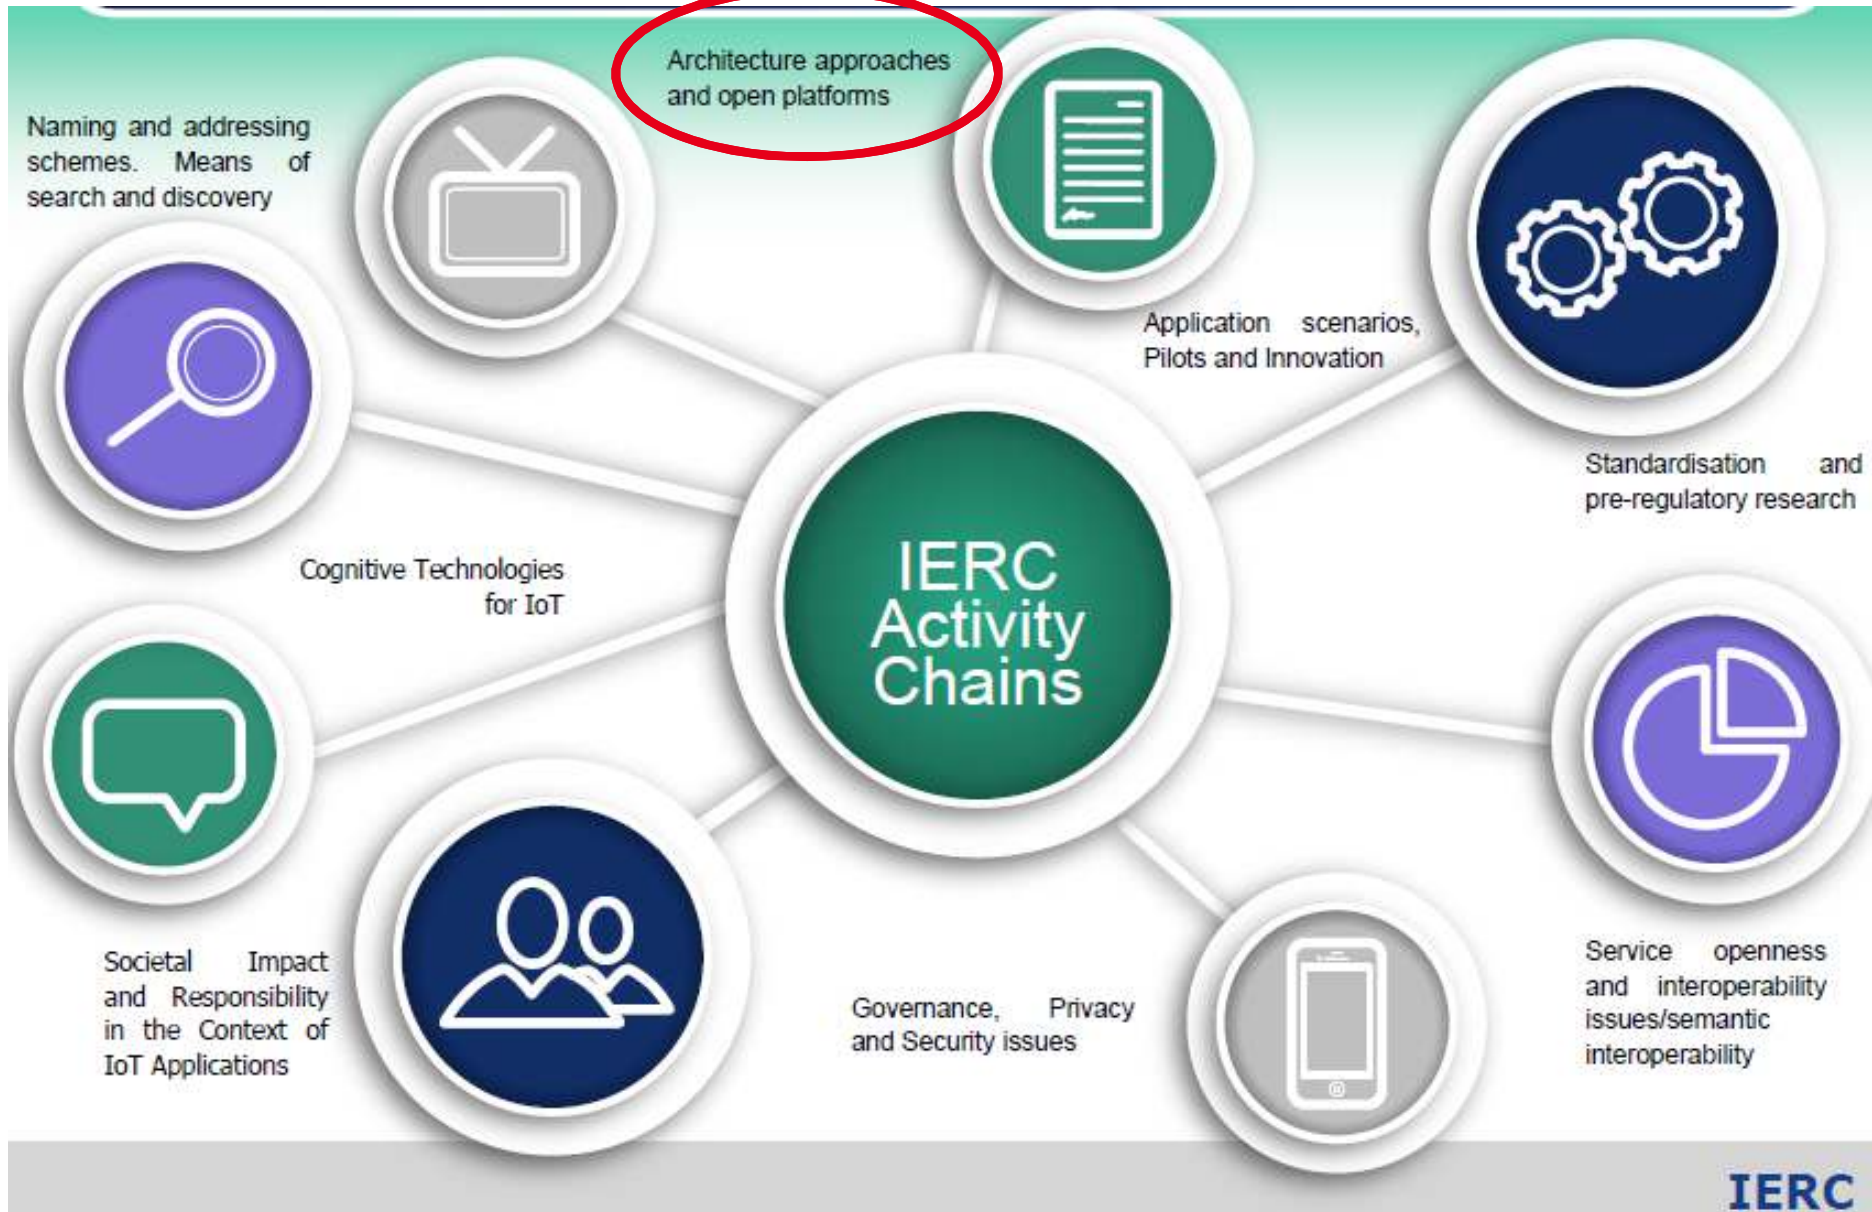 Architecture approaches
and open platforms
Naming and addressing
schemes. Means of
search and discovery
Application scenarios,
Pilots and Innovation
Standardisation and
pre-regulatory research
IERC
Activity
Chains
Cognitive Technologies
for IoT
Societal Impact
and Responsibility
in the Context of
IoT Applications
Governance, Privacy
and Security issues
Service openness
and interoperability
issues/semantic
interoperability
IERC